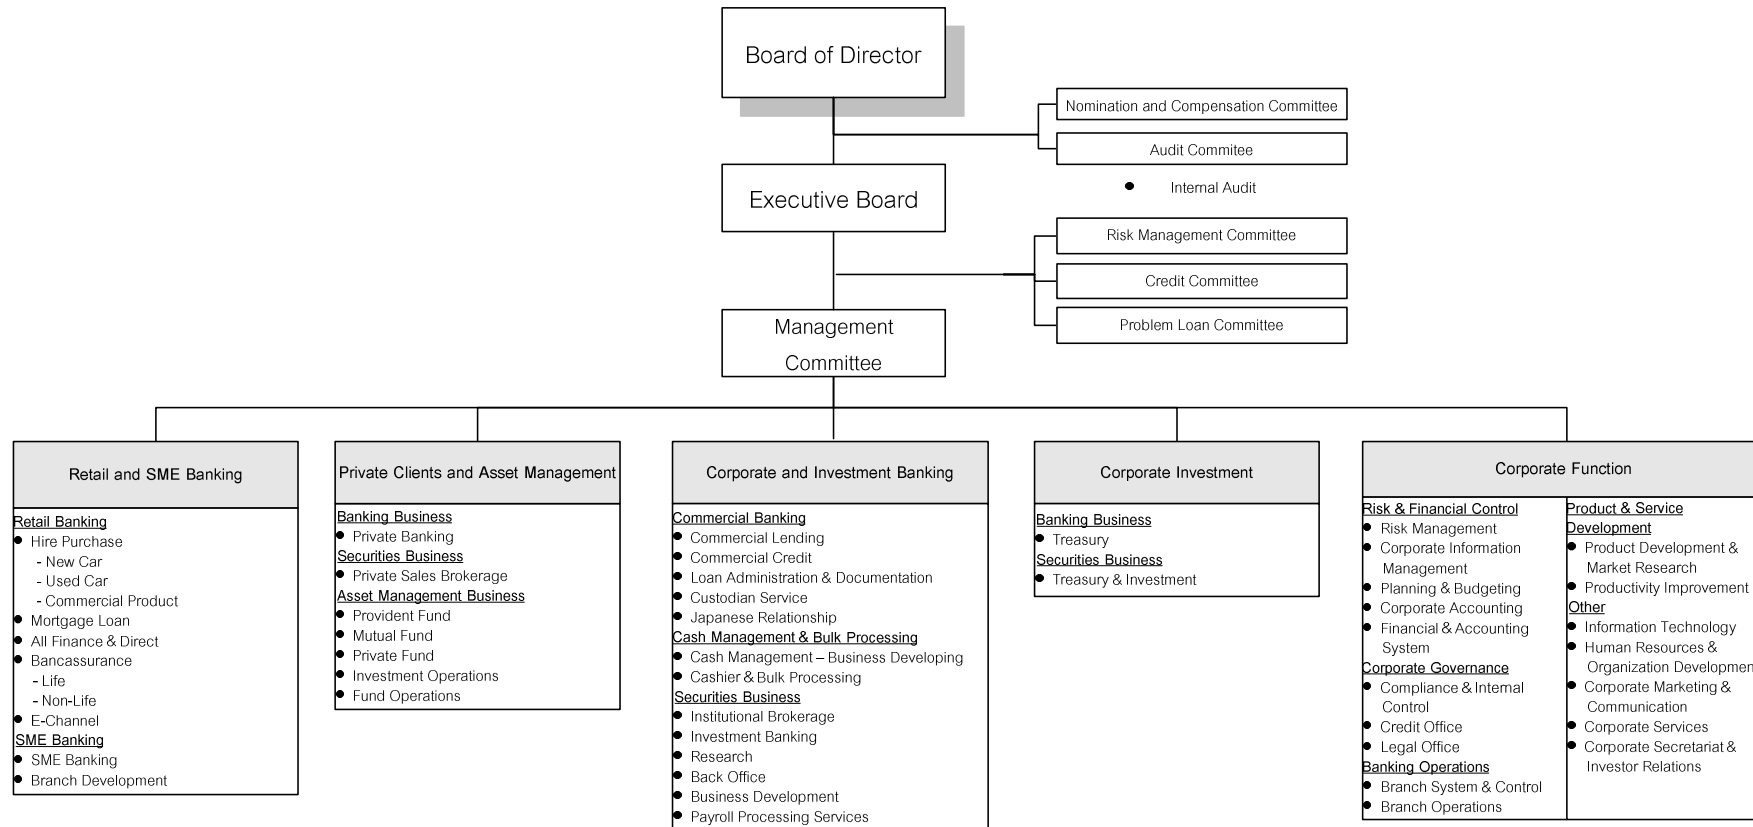 Board of Director
Nomination and Compensation Committee
Audit Commitee
● Internal Audit
Executive Board
Risk Management Committee
Credit Committee
Problem Loan Committee
Management
Committee
Retail and SME Banking
Retail Banking
● Hire Purchase
- New Car
- Used Car
- Commercial Product
● Mortgage Loan
● All Finance & Direct
● Bancassurance
- Life
- Non-Life
● E-Channel
SME Banking
● SME Banking
● Branch Development
Private Clients and Asset Management
Banking Business
● Private Banking
Securities Business
● Private Sales Brokerage
Asset Management Business
● Provident Fund
● Mutual Fund
● Private Fund
● Investment Operations
● Fund Operations
Corporate and Investment Banking
Commercial Banking
● Commercial Lending
● Commercial Credit
● Loan Administration & Documentation
● Custodian Service
● Japanese Relationship
Cash Management & Bulk Processing
● Cash Management – Business Developing
● Cashier & Bulk Processing
Securities Business
● Institutional Brokerage
● Investment Banking
● Research
● Back Office
● Business Development
● Payroll Processing Services
Corporate Investment
Banking Business
● Treasury
Securities Business
● Treasury & Investment
Corporate Function
Risk & Financial Control
● Risk Management
● Corporate Information
Management
● Planning & Budgeting
● Corporate Accounting
● Financial & Accounting
System
Corporate Governance
● Compliance & Internal
Control
● Credit Office
● Legal Office
Banking Operations
● Branch System & Control
● Branch Operations
Product & Service
Development
● Product Development &
Market Research
● Productivity Improvement
Other
● Information Technology
● Human Resources &
Organization Development
● Corporate Marketing &
Communication
● Corporate Services
● Corporate Secretariat &
Investor Relations